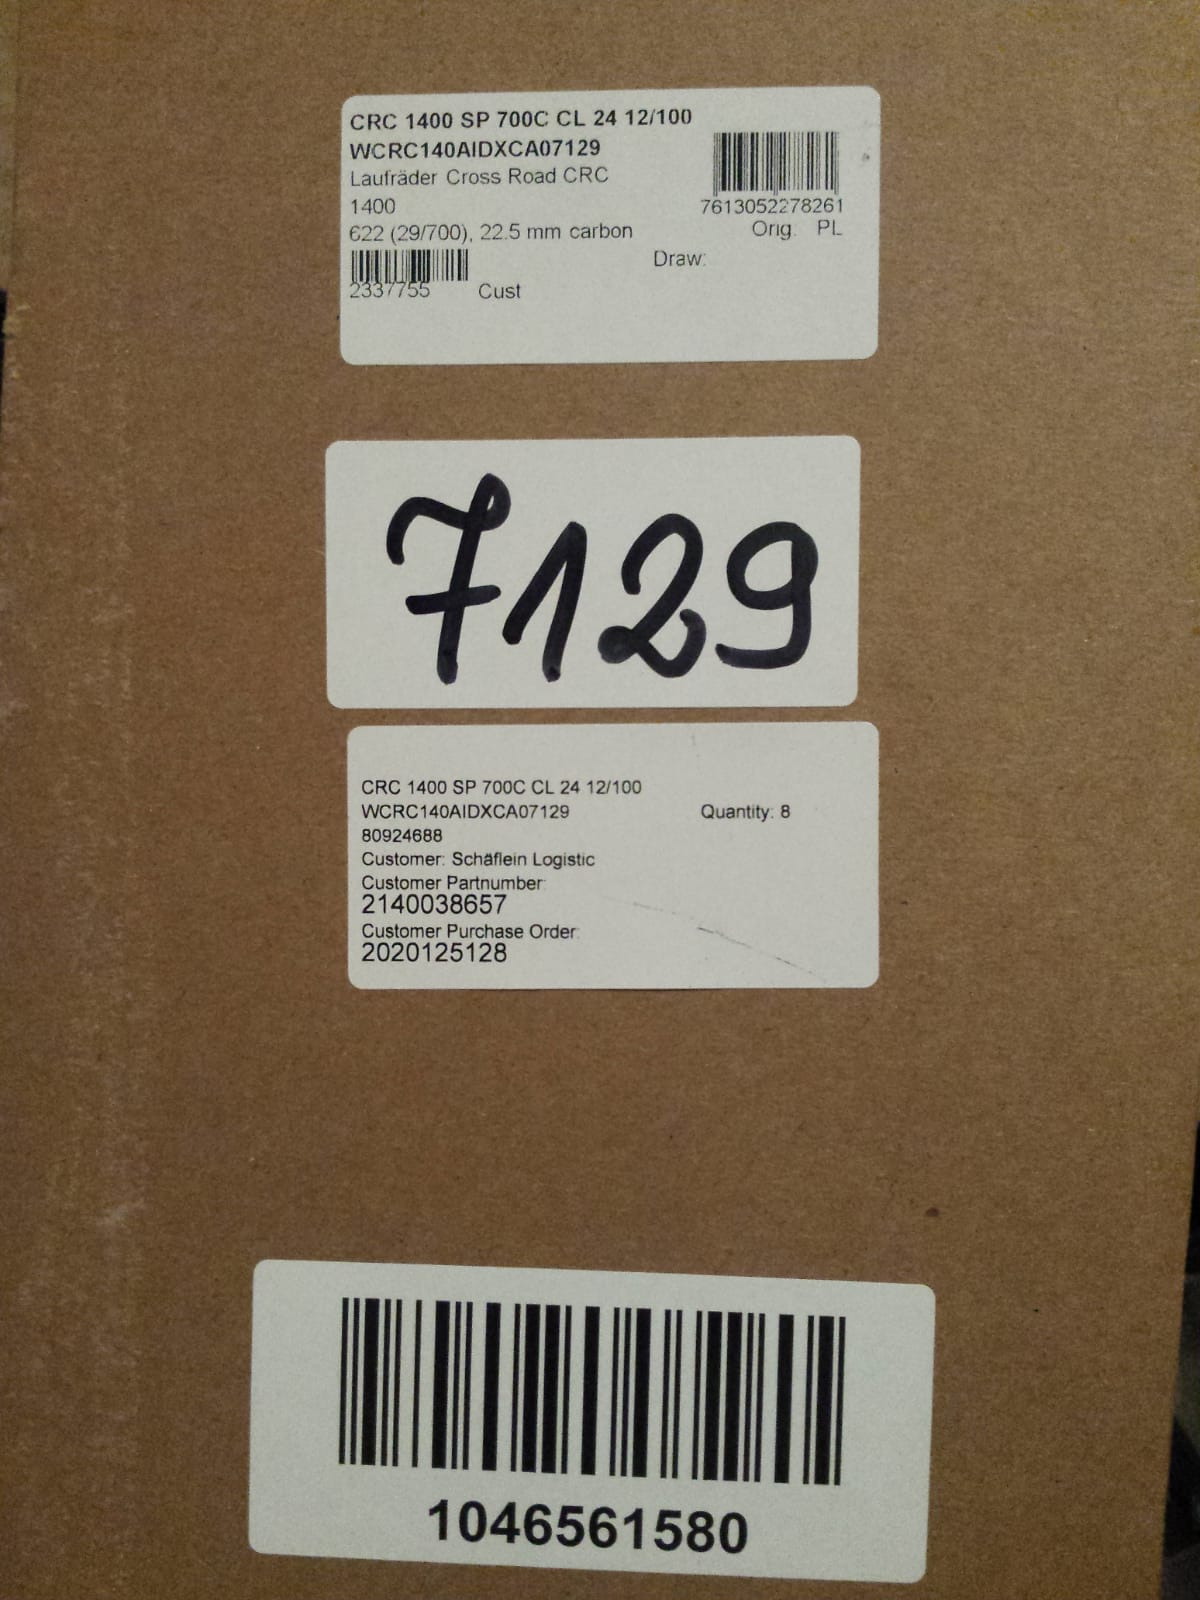 CRC 1400 SP 700C CL 24 12/100
WCRC140AIDXCA07129
Laufräder Cross Road CRC
1400
7613052278261
622 (29/700), 22.5 mm carbon
Orig. PL
Draw:
2337755 Cust
7129
CRC 1400 SP 700C CL 24 12/100
WCRC140AIDXCA07129 Quantity: 8
80924688
Customer: Schäflein Logistic
Customer Partnumber:
2140038657
Customer Purchase Order:
2020125128
1046561580